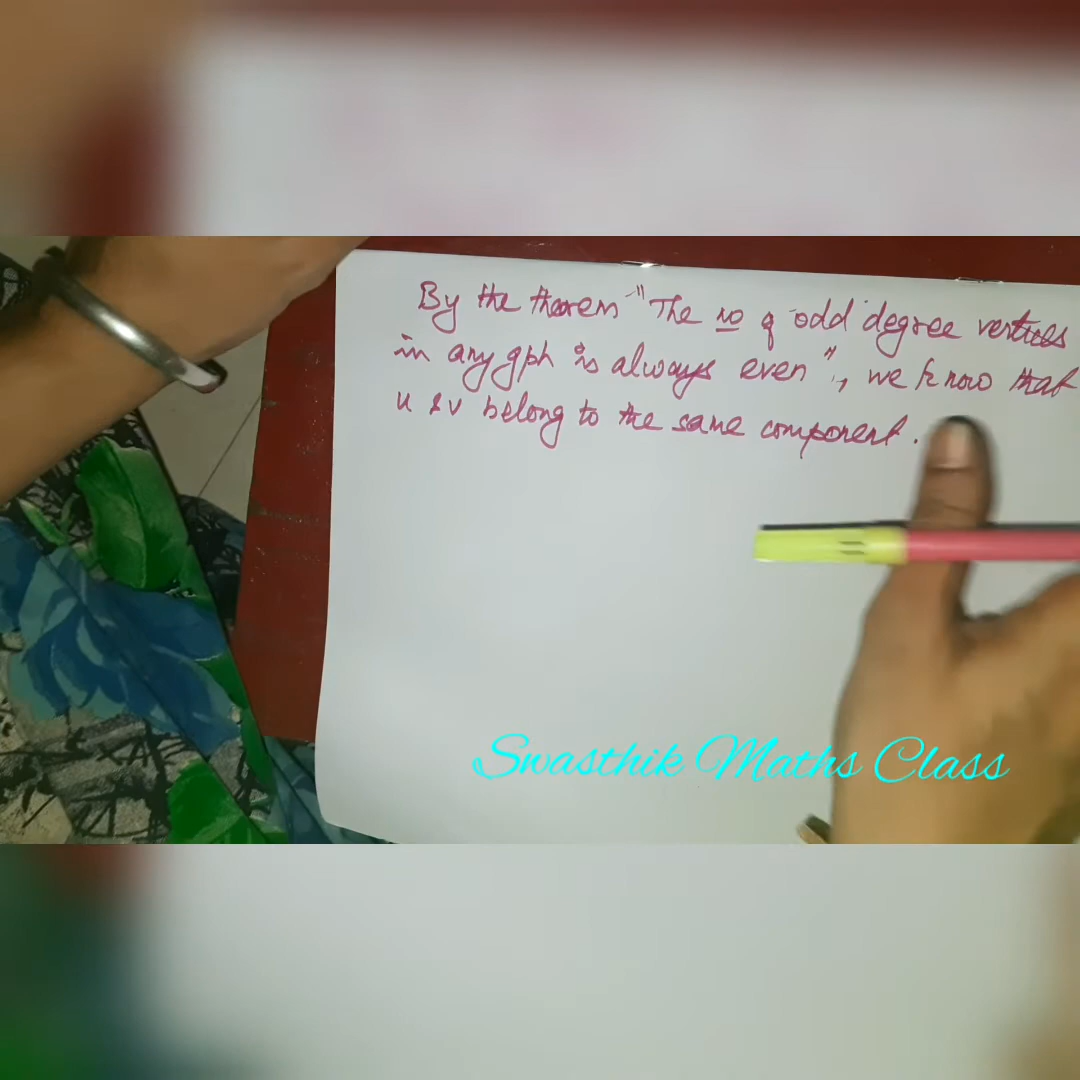 By the theorem "The no of odd degree vertices
in any gph is always even", we know that
u & v belong to the same component.
Swasthik Maths Class